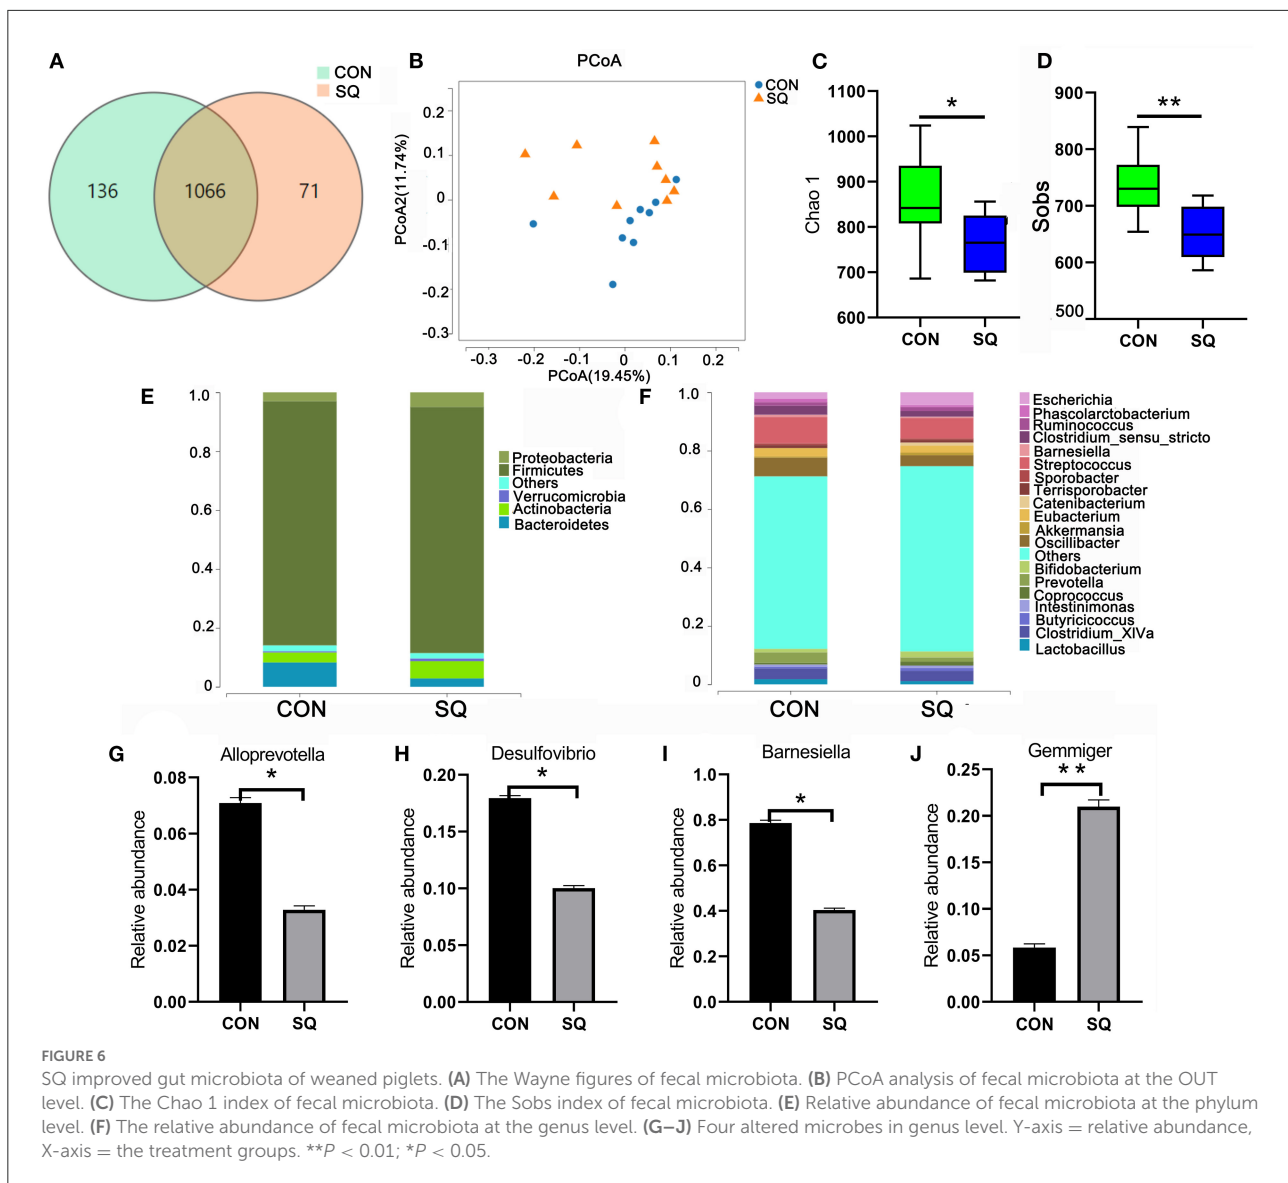 A
CON
SQ
136
1066
71
B
PCoA
CON
SQ
PCoA2(11.74%)
0.2
0.1
0
-0.1
-0.2
-0.3
-0.3
-0.2
-0.1
0
0.1
0.2
PCoA(19.45%)
C
Chao 1
1100
1000
900
800
700
600
*
CON
SQ
D
Sobs
900
800
700
600
500
**
CON
SQ
E
1.0
0.8
0.6
0.4
0.2
0
CON
SQ
Proteobacteria
Firmicutes
Others
Verrucomicrobia
Actinobacteria
Bacteroidetes
F
1.0
0.8
0.6
0.4
0.2
0
CON
SQ
Escherichia
Phascolarctobacterium
Ruminococcus
Clostridium_sensu_stricto
Barnesiella
Streptococcus
Sporobacter
Terrisporobacter
Catenibacterium
Eubacterium
Akkermansia
Oscillibacter
Others
Bifidobacterium
Prevotella
Coprococcus
Intestinimonas
Butyricicoccus
Clostridium_XIVa
Lactobacillus
G
Alloprevotella
*
Relative abundance
0.08
0.06
0.04
0.02
0.00
CON
SQ
H
Desulfovibrio
*
Relative abundance
0.20
0.15
0.10
0.05
0.00
CON
SQ
I
Barnesiella
*
Relative abundance
1.0
0.8
0.6
0.4
0.2
0.0
CON
SQ
J
Gemmiger
**
Relative abundance
0.25
0.20
0.15
0.10
0.05
0.00
CON
SQ
FIGURE 6
SQ improved gut microbiota of weaned piglets. (A) The Wayne figures of fecal microbiota. (B) PCoA analysis of fecal microbiota at the OUT
level. (C) The Chao 1 index of fecal microbiota. (D) The Sobs index of fecal microbiota. (E) Relative abundance of fecal microbiota at the phylum
level. (F) The relative abundance of fecal microbiota at the genus level. (G–J) Four altered microbes in genus level. Y-axis = relative abundance,
X-axis = the treatment groups. **P < 0.01; *P < 0.05.